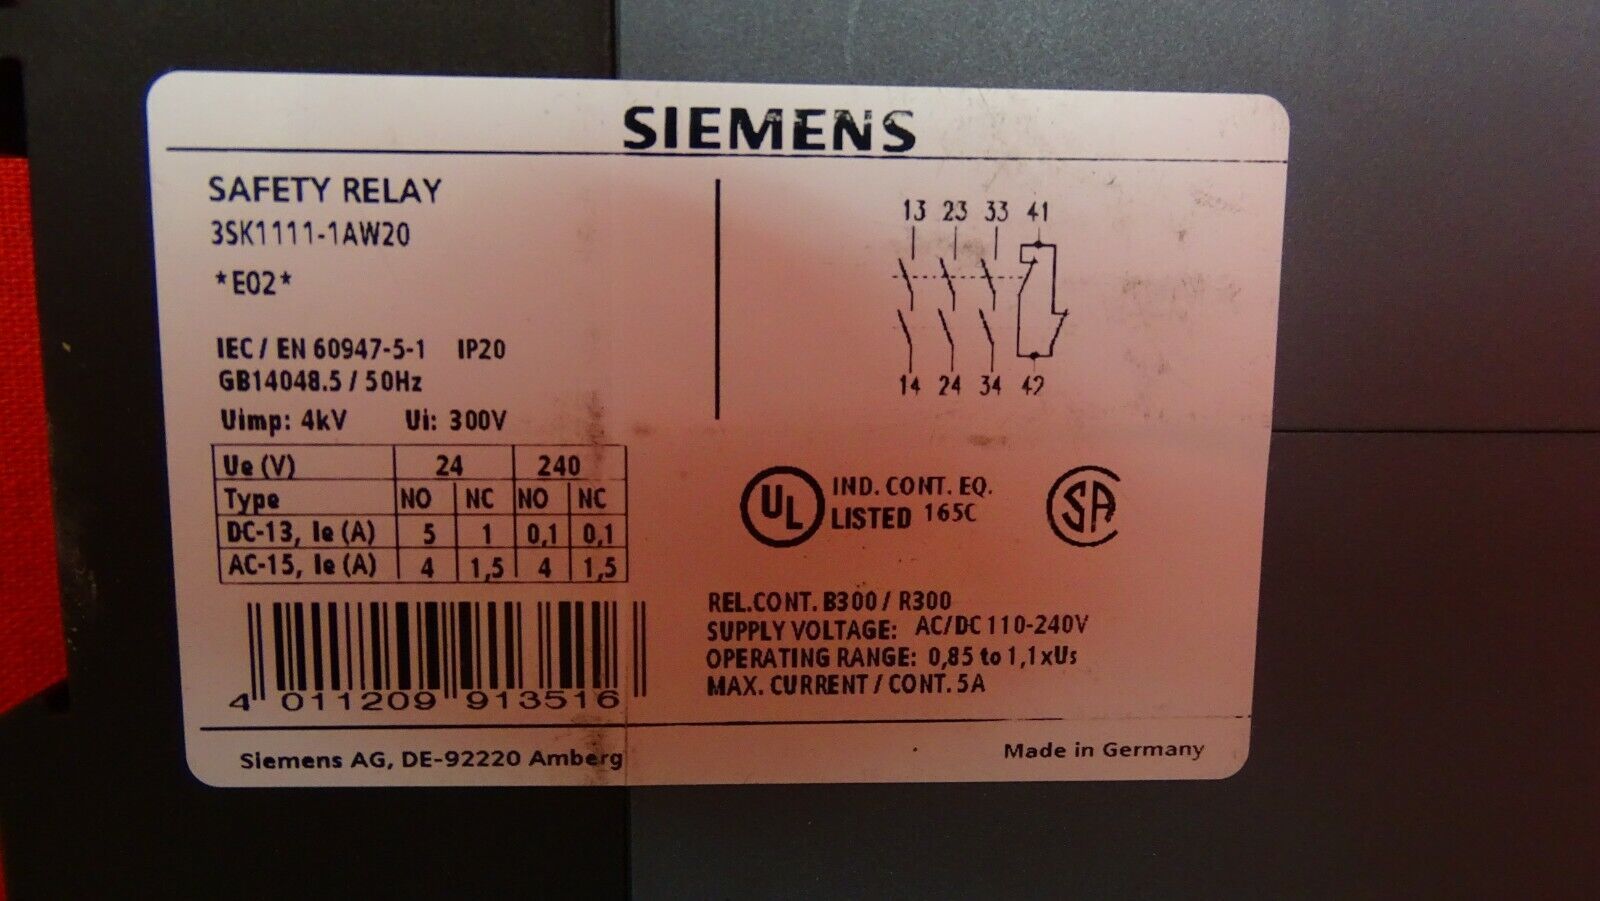 SIEMENS
SAFETY RELAY
3SK1111-1AW20
*E02*
IEC / EN 60947-5-1 IP20
GB14048.5 / 50Hz
Uimp: 4kV Ui: 300V
Ue (V) 24 240
Type NO NC NO NC
DC-13, Ie (A) 5 1 0,1 0,1
AC-15, Ie (A) 4 1,5 4 1,5
4 011209 913516
13 23 33 41
14 24 34 42
UL IND. CONT. EQ.
LISTED 165C
SA
REL.CONT. B300 / R300
SUPPLY VOLTAGE: AC/DC 110-240V
OPERATING RANGE: 0,85 to 1,1xUs
MAX. CURRENT / CONT. 5A
Siemens AG, DE-92220 Amberg
Made in Germany